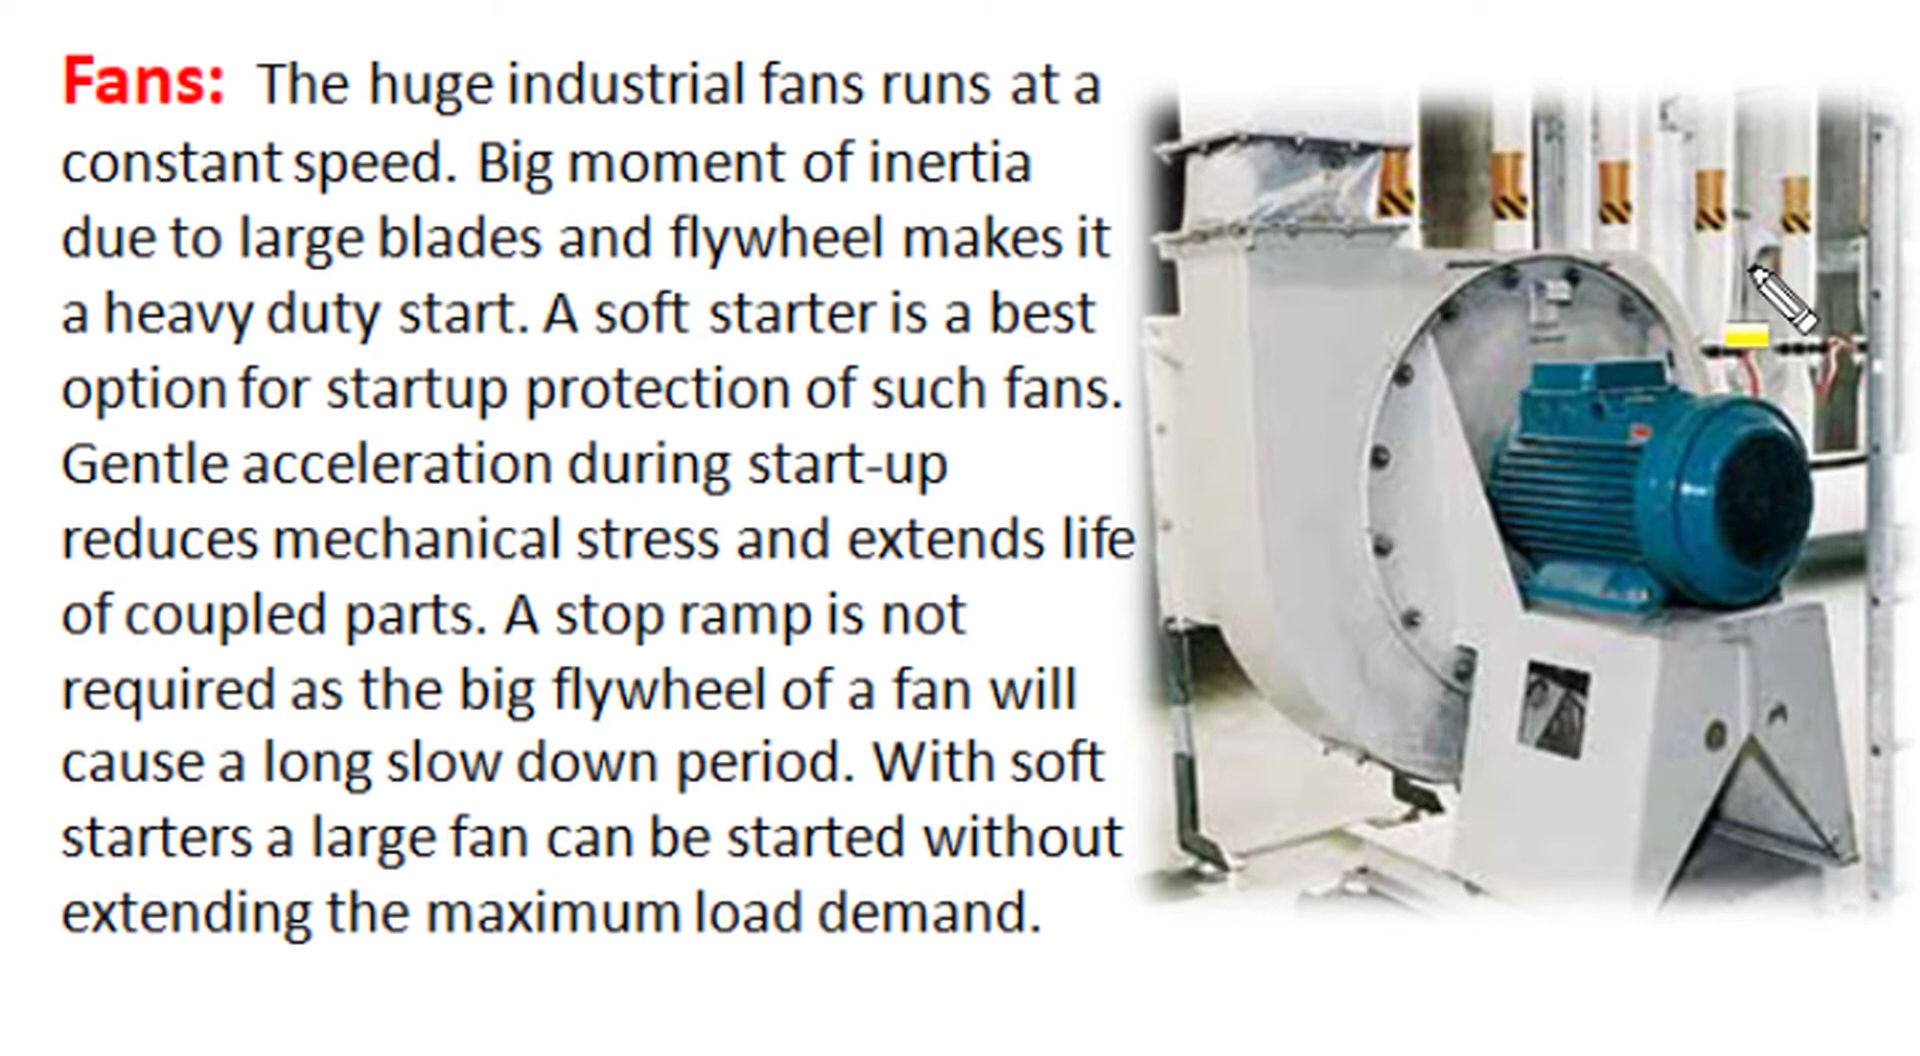 Fans: The huge industrial fans runs at a
constant speed. Big moment of inertia
due to large blades and flywheel makes it
a heavy duty start. A soft starter is a best
option for startup protection of such fans.
Gentle acceleration during start-up
reduces mechanical stress and extends life
of coupled parts. A stop ramp is not
required as the big flywheel of a fan will
cause a long slow down period. With soft
starters a large fan can be started without
extending the maximum load demand.